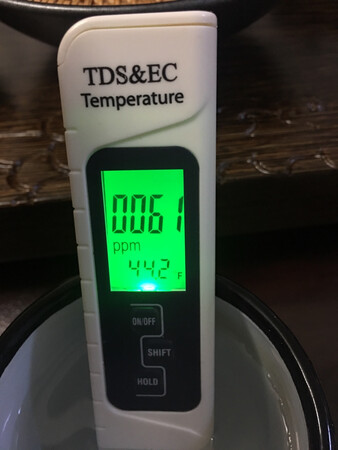 TDS&EC
Temperature
0061
ppm
44.2 F
ON/OFF
SHIFT
HOLD